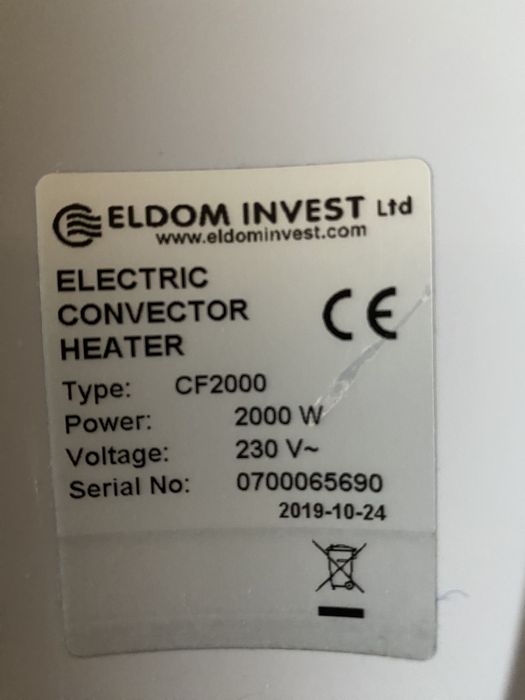 ELDOM INVEST Ltd
www.eldominvest.com
ELECTRIC
CONVECTOR
HEATER
CE
Type: CF2000
Power: 2000 W
Voltage: 230 V~
Serial No: 0700065690
2019-10-24